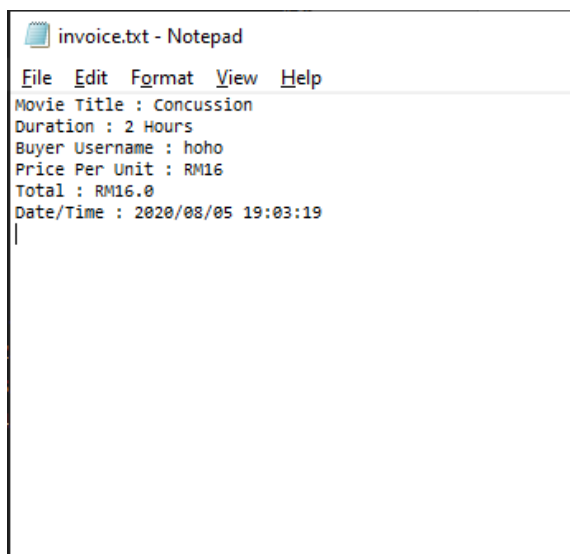 invoice.txt - Notepad
File Edit Format View Help
Movie Title : Concussion
Duration : 2 Hours
Buyer Username : hoho
Price Per Unit : RM16
Total : RM16.0
Date/Time : 2020/08/05 19:03:19